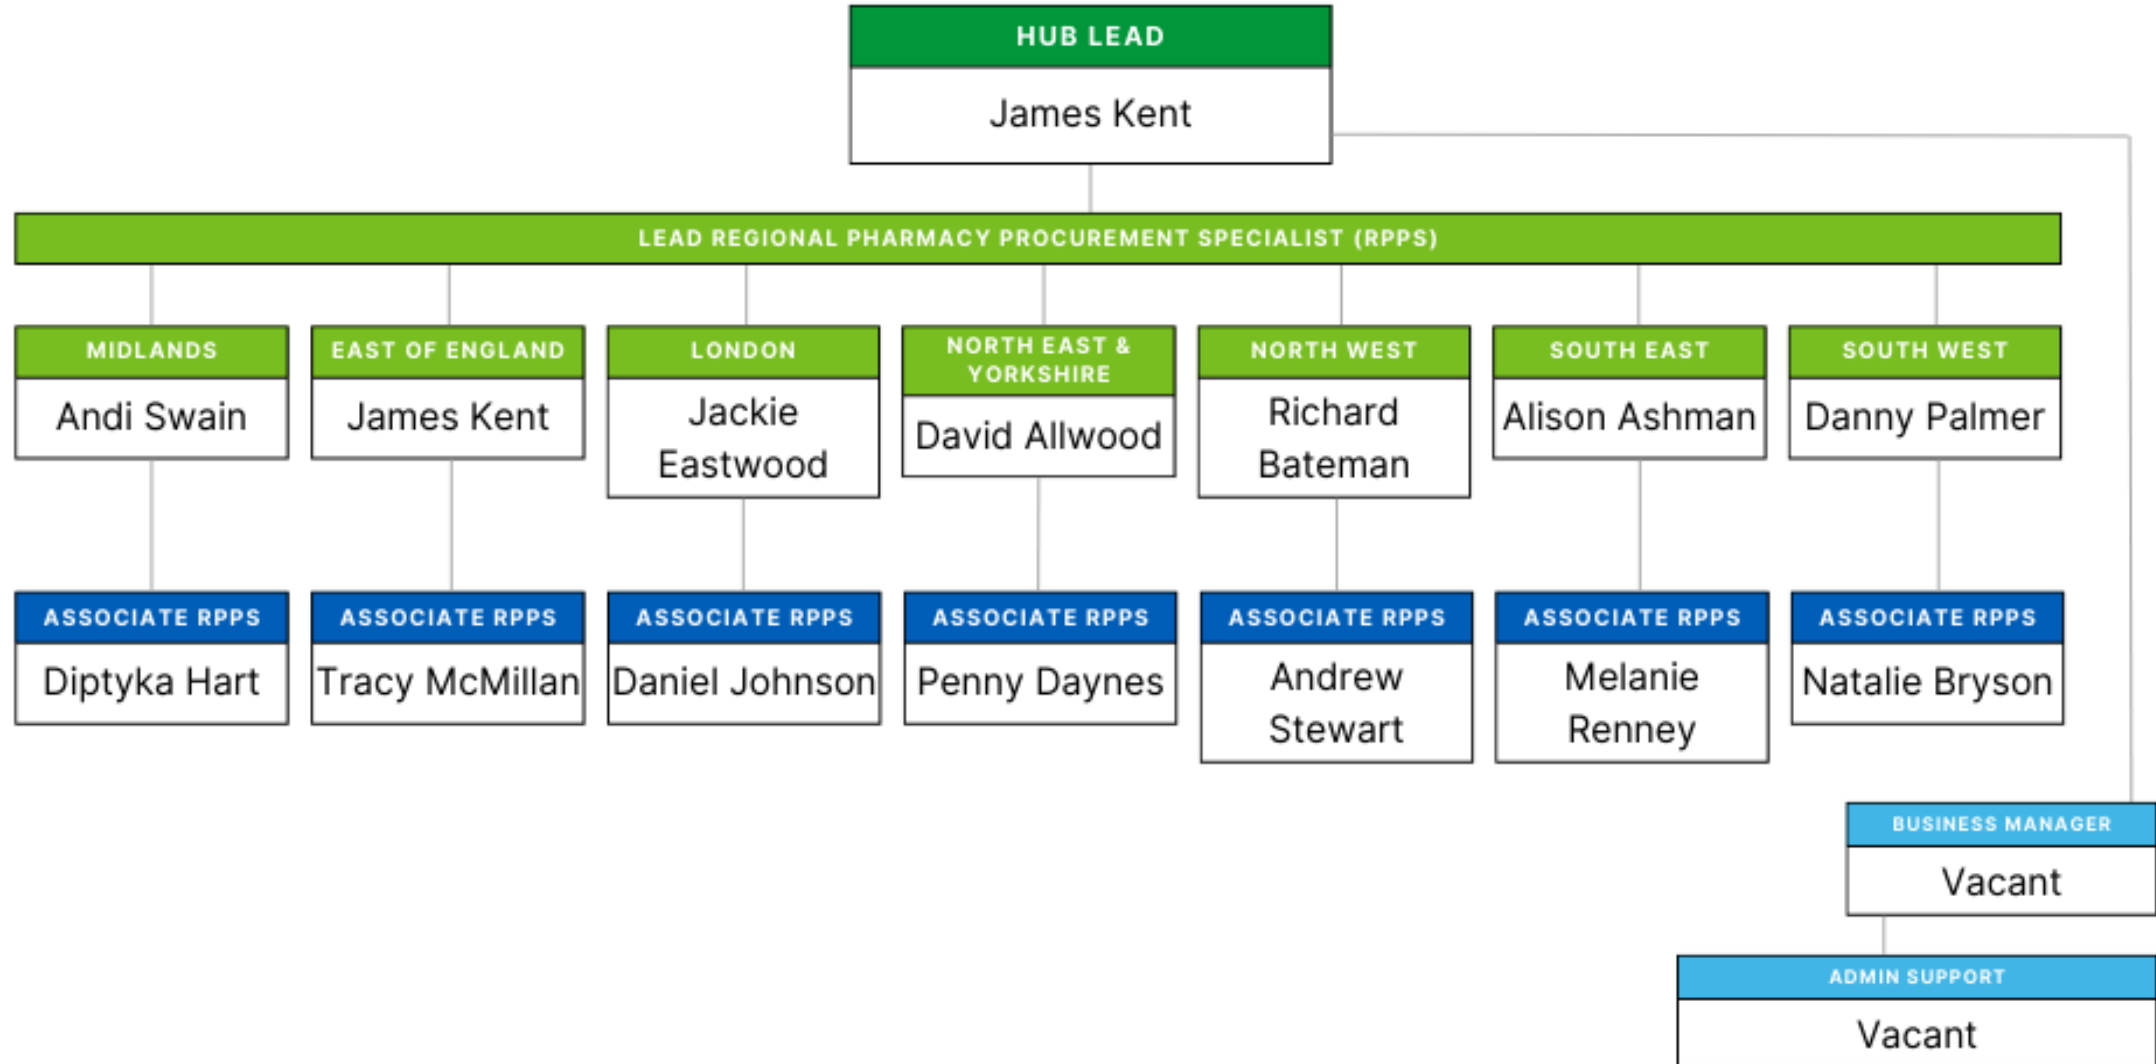 HUB LEAD
James Kent
LEAD REGIONAL PHARMACY PROCUREMENT SPECIALIST (RPPS)
MIDLANDS
Andi Swain
EAST OF ENGLAND
James Kent
LONDON
Jackie
Eastwood
NORTH EAST &
YORKSHIRE
David Allwood
NORTH WEST
Richard
Bateman
SOUTH EAST
Alison Ashman
SOUTH WEST
Danny Palmer
ASSOCIATE RPPS
Diptyka Hart
ASSOCIATE RPPS
Tracy McMillan
ASSOCIATE RPPS
Daniel Johnson
ASSOCIATE RPPS
Penny Daynes
ASSOCIATE RPPS
Andrew
Stewart
ASSOCIATE RPPS
Melanie
Renney
ASSOCIATE RPPS
Natalie Bryson
BUSINESS MANAGER
Vacant
ADMIN SUPPORT
Vacant